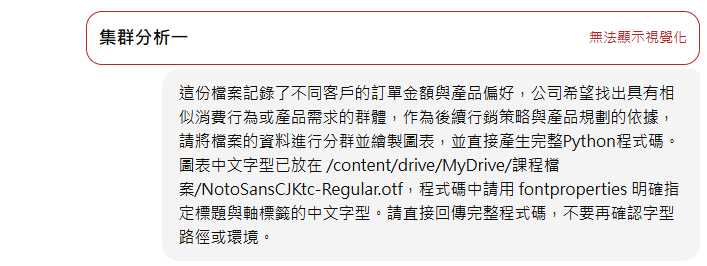 集群分析一
無法顯示視覺化
這份檔案記錄了不同客戶的訂單金額與產品偏好，公司希望找出具有相
似消費行為或產品需求的群體，作為後續行銷策略與產品規劃的依據，
請將檔案的資料進行分群並繪製圖表，並直接產生完整Python程式碼。
圖表中文字型已放在 /content/drive/MyDrive/課程檔
案/NotoSansCJKtc-Regular.otf，程式碼中請用 fontproperties 明確指
定標題與軸標籤的中文字型。請直接回傳完整程式碼，不要再確認字型
路徑或環境。